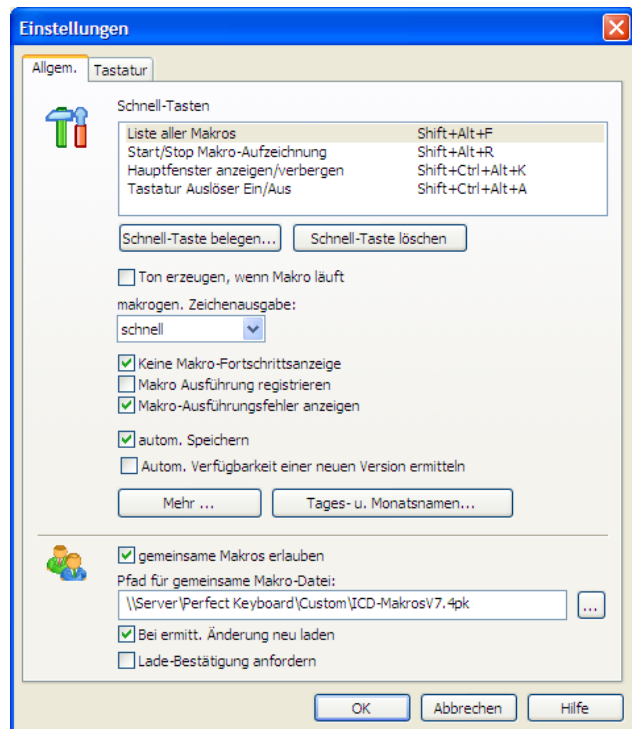 Einstellungen
Allgem. Tastatur
Schnell-Tasten
Liste aller Makros Shift+Alt+F
Start/Stop Makro-Aufzeichnung Shift+Alt+R
Hauptfenster anzeigen/verbergen Shift+Ctrl+Alt+K
Tastatur Auslöser Ein/Aus Shift+Ctrl+Alt+A
Schnell-Taste belegen... Schnell-Taste löschen
Ton erzeugen, wenn Makro läuft
makrogen. Zeichenausgabe:
schnell
Keine Makro-Fortschrittsanzeige
Makro Ausführung registrieren
Makro-Ausführungsfehler anzeigen
autom. Speichern
Autom. Verfügbarkeit einer neuen Version ermitteln
Mehr ... Tages- u. Monatsnamen...
gemeinsame Makros erlauben
Pfad für gemeinsame Makro-Datei:
\\Server\Perfect Keyboard\Custom\ICD-MakrosV7.4pk ...
Bei ermitt. Änderung neu laden
Lade-Bestätigung anfordern
OK Abbrechen Hilfe